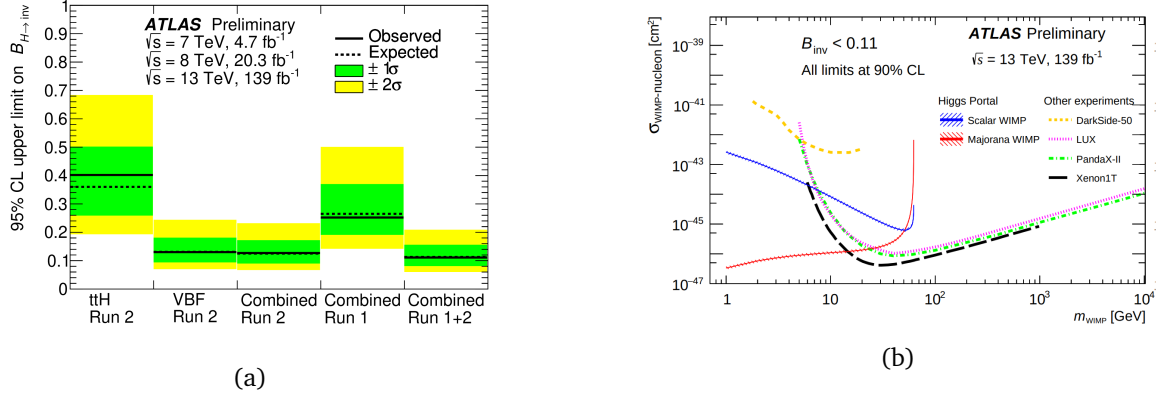 95% CL upper limit on B_{H→ inv}
ATLAS Preliminary
√s = 7 TeV, 4.7 fb⁻¹
√s = 8 TeV, 20.3 fb⁻¹
√s = 13 TeV, 139 fb⁻¹
Observed
Expected
± 1σ
± 2σ
1
0.9
0.8
0.7
0.6
0.5
0.4
0.3
0.2
0.1
0
ttH VBF Combined Combined Combined
Run 2 Run 2 Run 2 Run 1 Run 1+2
(a)
σ_{WIMP-nucleon} [cm²]
10⁻³⁹
10⁻⁴¹
10⁻⁴³
10⁻⁴⁵
10⁻⁴⁷
B_{inv} < 0.11
All limits at 90% CL
ATLAS Preliminary
√s = 13 TeV, 139 fb⁻¹
Higgs Portal
Scalar WIMP
Majorana WIMP
Other experiments
DarkSide-50
LUX
PandaX-II
Xenon1T
1 10 10² 10³ 10⁴
m_{WIMP} [GeV]
(b)